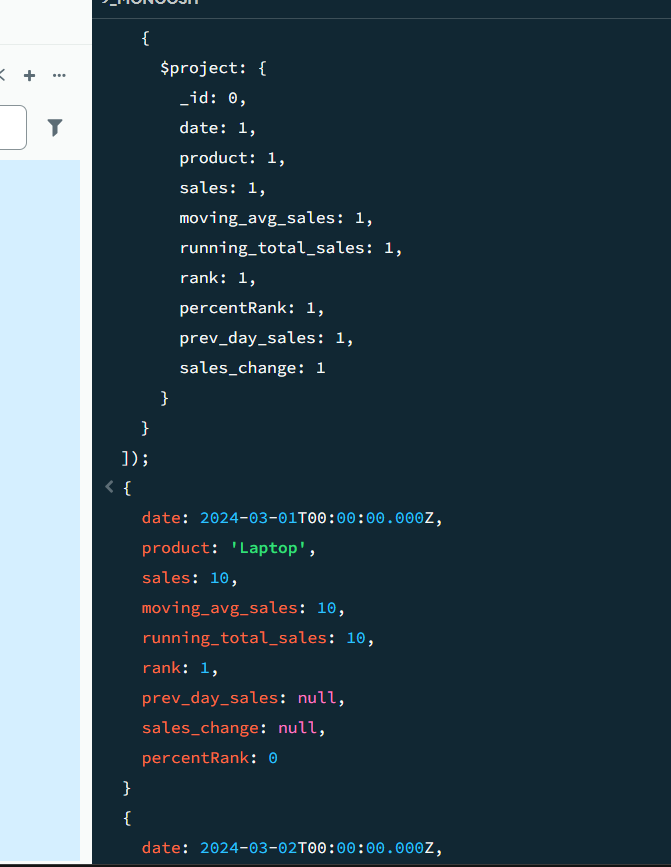 >_MONGOSH
{
$project: {
_id: 0,
date: 1,
product: 1,
sales: 1,
moving_avg_sales: 1,
running_total_sales: 1,
rank: 1,
percentRank: 1,
prev_day_sales: 1,
sales_change: 1
}
}
]);
< {
date: 2024-03-01T00:00:00.000Z,
product: 'Laptop',
sales: 10,
moving_avg_sales: 10,
running_total_sales: 10,
rank: 1,
prev_day_sales: null,
sales_change: null,
percentRank: 0
}
{
date: 2024-03-02T00:00:00.000Z,